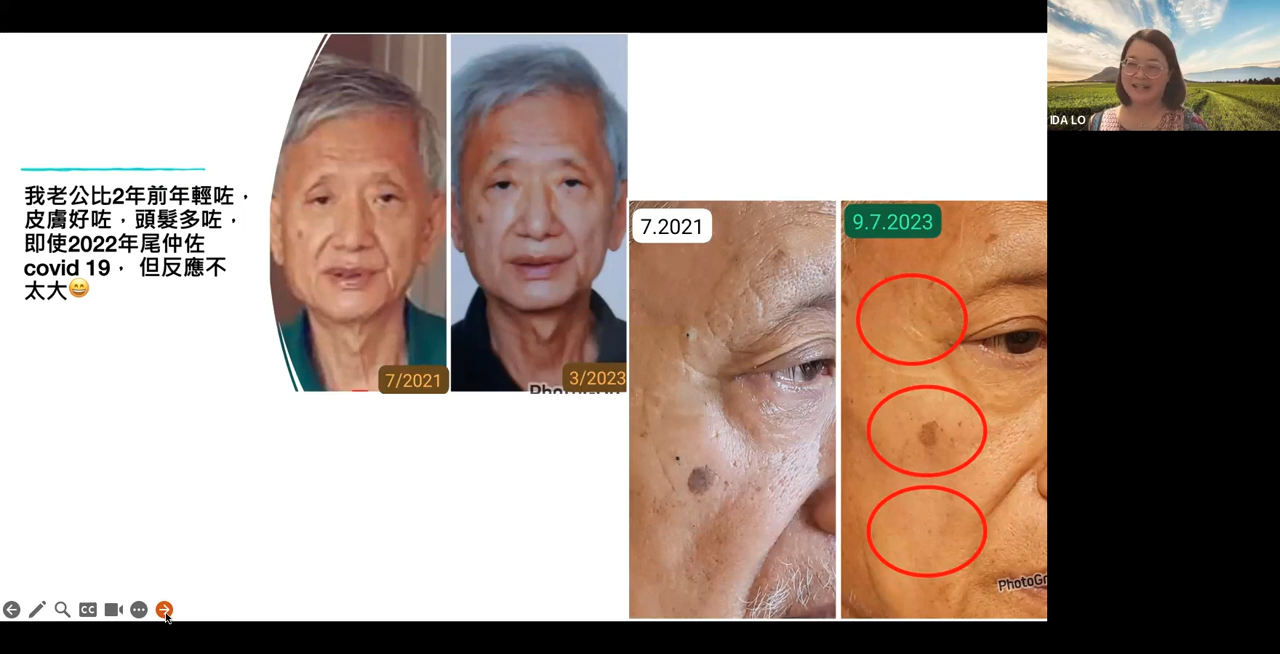 我老公比2年前年輕咗，
皮膚好咗，頭髮多咗，
即使2022年尾仲佐
covid 19， 但反應不
太大😄
7/2021
3/2023
7.2021
9.7.2023
IDA LO
CC